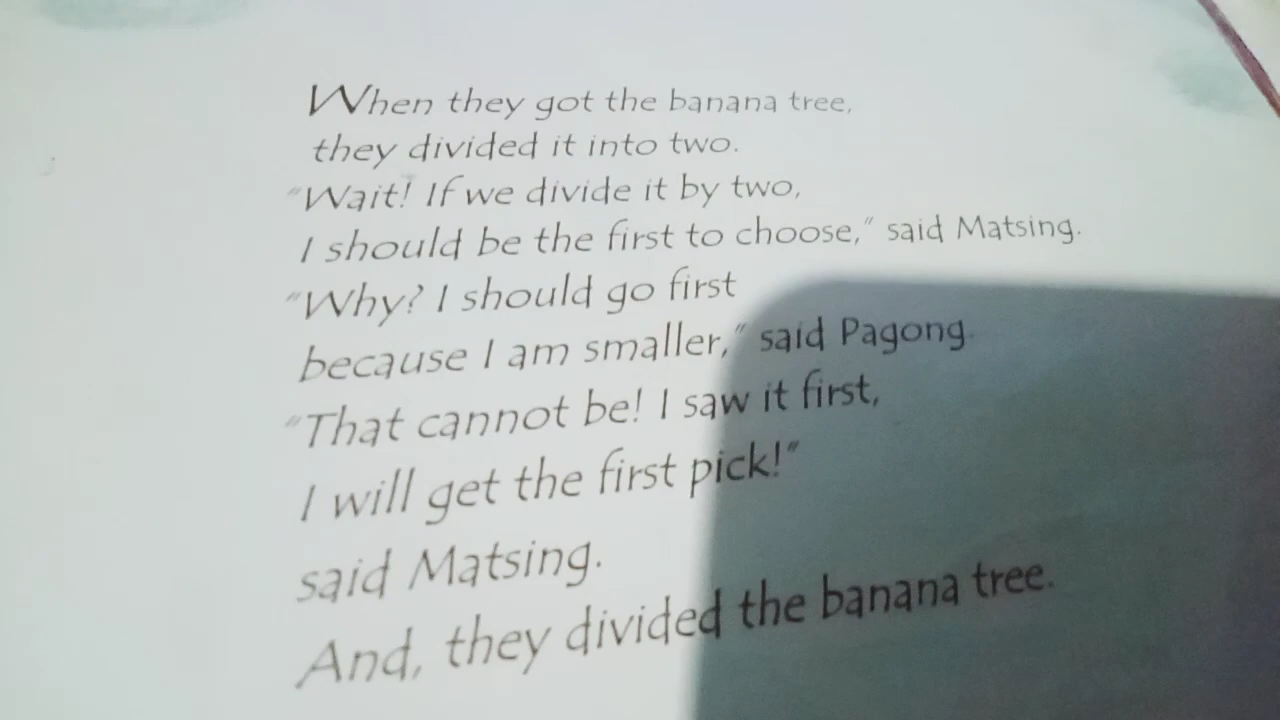 When they got the banana tree,
they divided it into two.
"Wait! If we divide it by two,
I should be the first to choose," said Matsing.
"Why? I should go first
because I am smaller," said Pagong.
"That cannot be! I saw it first,
I will get the first pick!"
said Matsing.
And, they divided the banana tree.